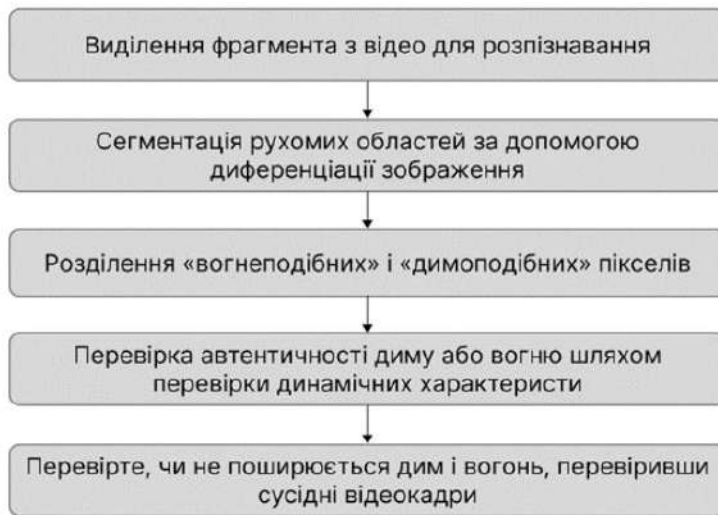 Виділення фрагмента з відео для розпізнавання
Сегментація рухомих областей за допомогою
диференціації зображення
Розділення «вогнеподібних» і «димоподібних» пікселів
Перевірка автентичності диму або вогню шляхом
перевірки динамічних характеристи
Перевірте, чи не поширюється дим і вогонь, перевіривши
сусідні відеокадри